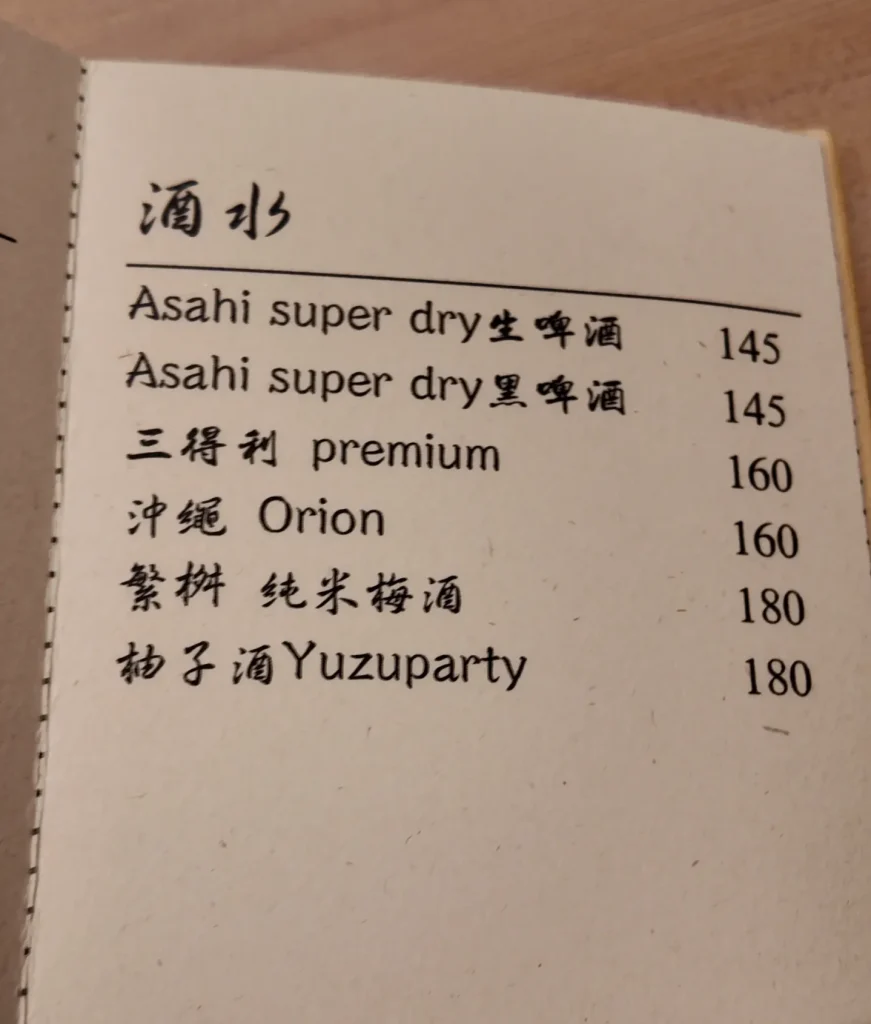 酒水
Asahi super dry生啤酒 145
Asahi super dry黑啤酒 145
三得利 premium 160
沖繩 Orion 160
繁桝 纯米梅酒 180
柚子酒Yuzuparty 180